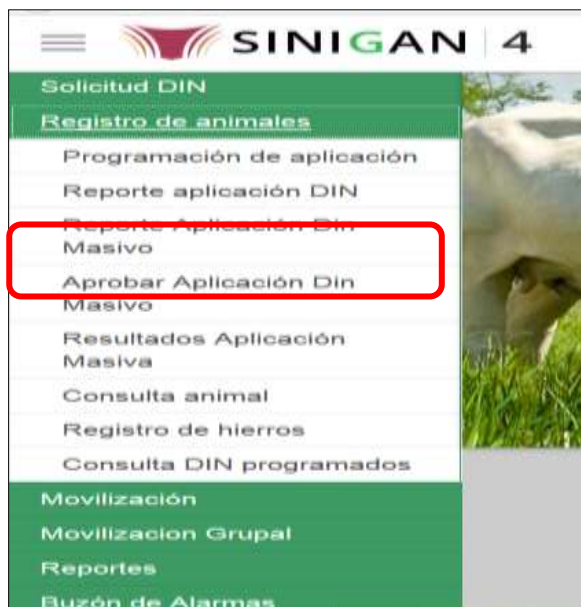 SINIGAN 4
Solicitud DIN
Registro de animales
Programación de aplicación
Reporte aplicación DIN
Reporte Aplicación Din
Masivo
Aprobar Aplicación Din
Masivo
Resultados Aplicación
Masiva
Consulta animal
Registro de hierros
Consulta DIN programados
Movilización
Movilizacion Grupal
Reportes
Buzón de Alarmas